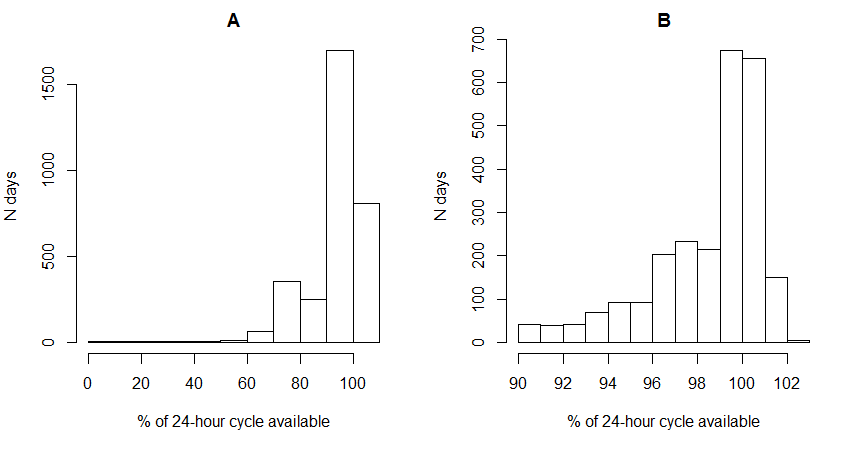 A
N days
0
500
1000
1500
0 20 40 60 80 100
% of 24-hour cycle available
B
N days
0
100
200
300
400
500
600
700
90 92 94 96 98 100 102
% of 24-hour cycle available